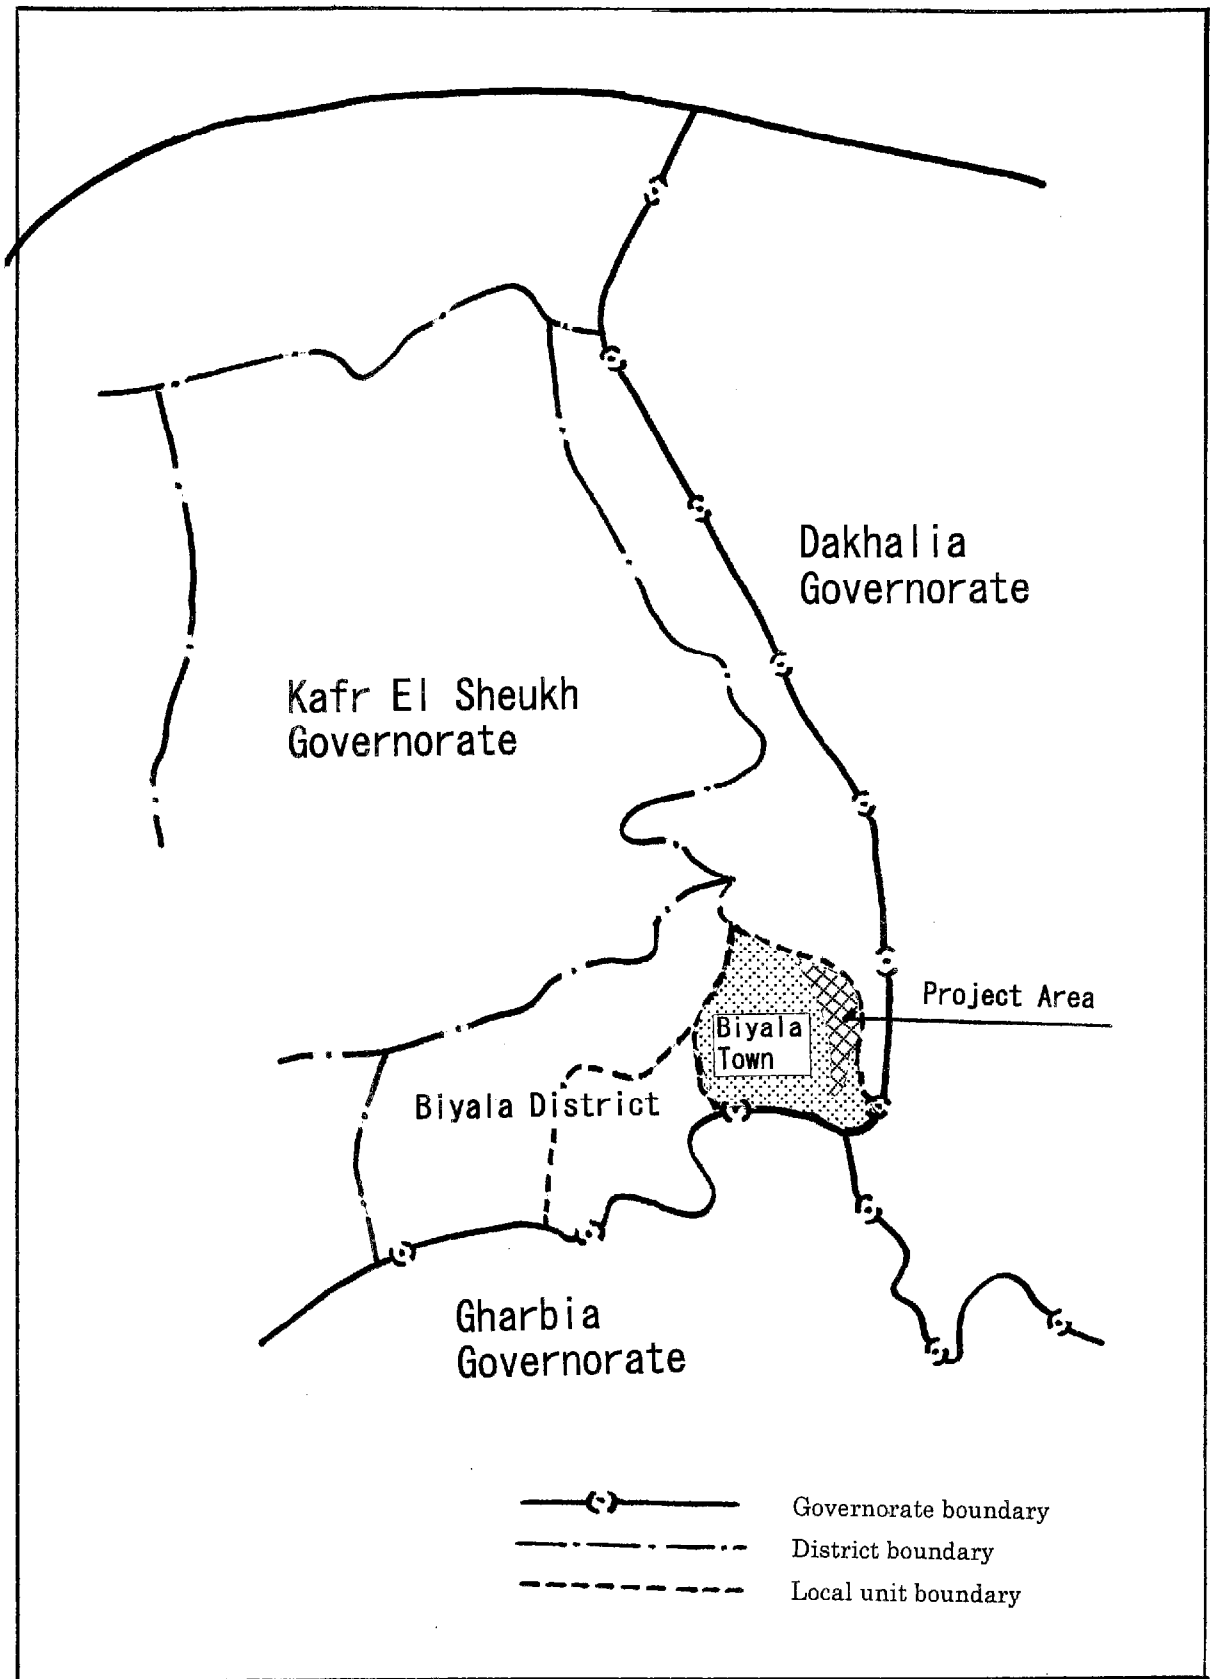 Dakhalia
Governorate
Kafr El Sheukh
Governorate
Project Area
Biyala
Town
Biyala District
Gharbia
Governorate
Governorate boundary
District boundary
Local unit boundary